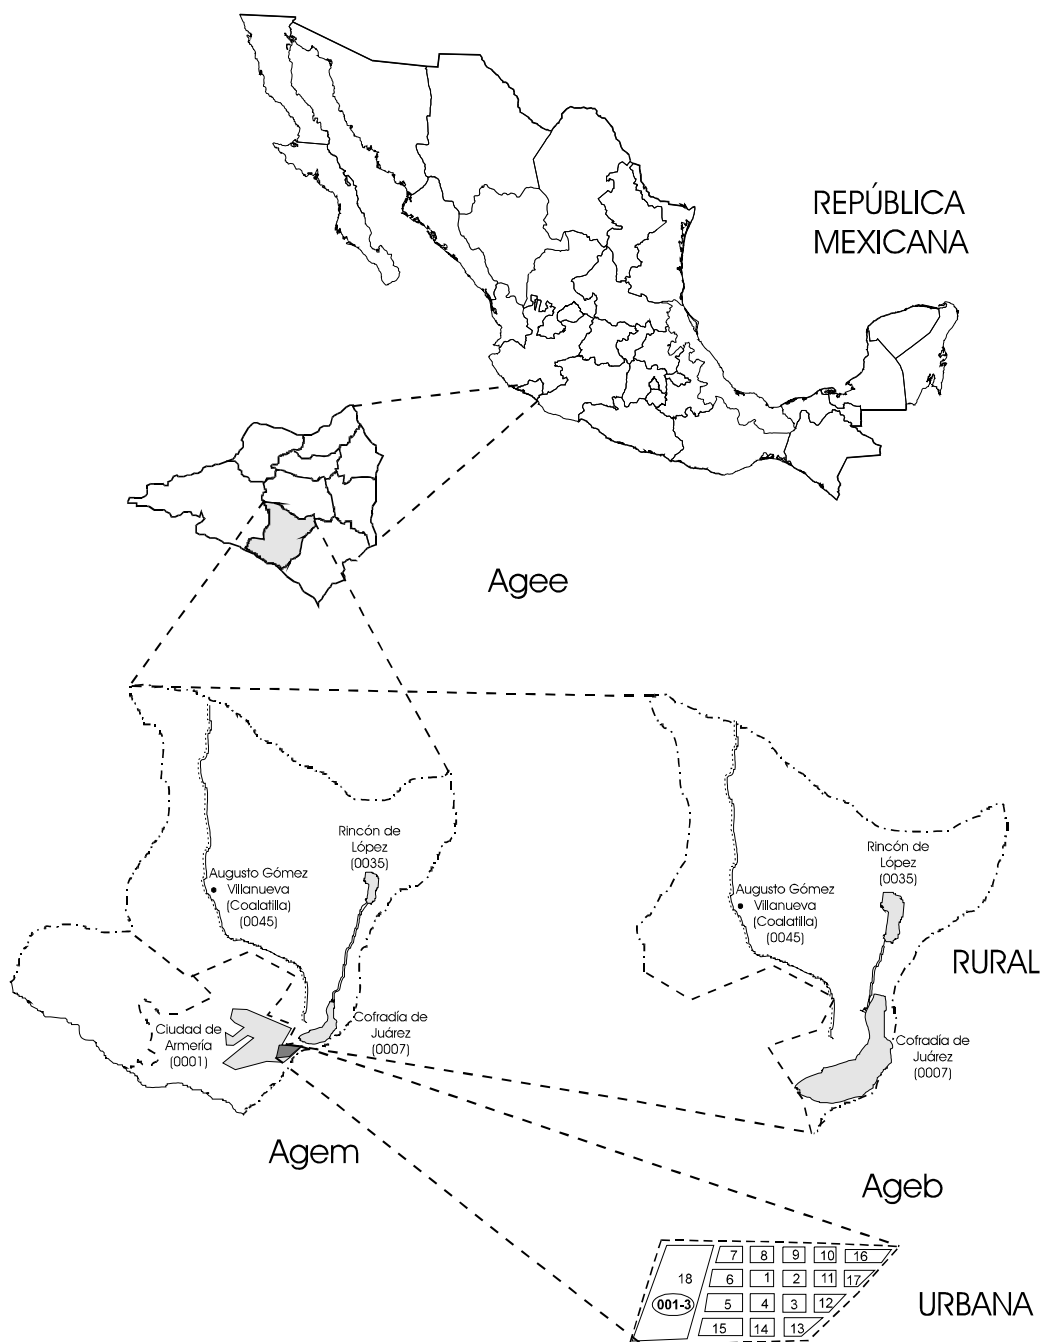 REPÚBLICA
MEXICANA
Agee
Rincón de
López
(0035)
Augusto Gómez
Villanueva
(Coalatilla)
(0045)
Ciudad de
Armería
(0001)
Cofradía de
Juárez
(0007)
Agem
Rincón de
López
(0035)
Augusto Gómez
Villanueva
(Coalatilla)
(0045)
RURAL
Cofradía de
Juárez
(0007)
Ageb
7 8 9 10 16
18 6 1 2 11 17
001-3 5 4 3 12
15 14 13
URBANA